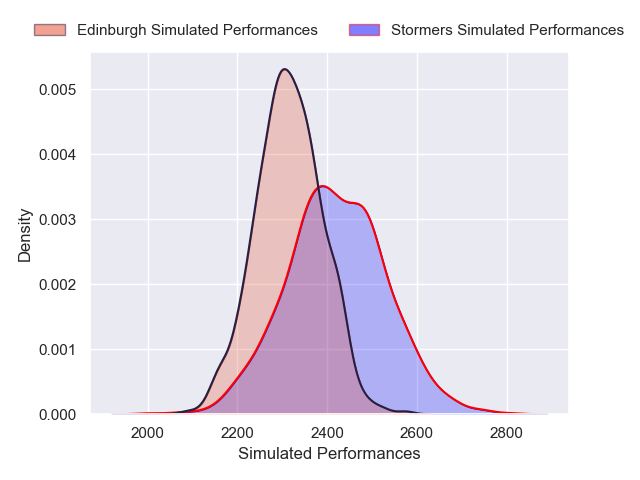 Edinburgh Simulated Performances Stormers Simulated Performances
0.005
0.004
0.003
0.002
0.001
0.000
Density
2000 2200 2400 2600 2800
Simulated Performances